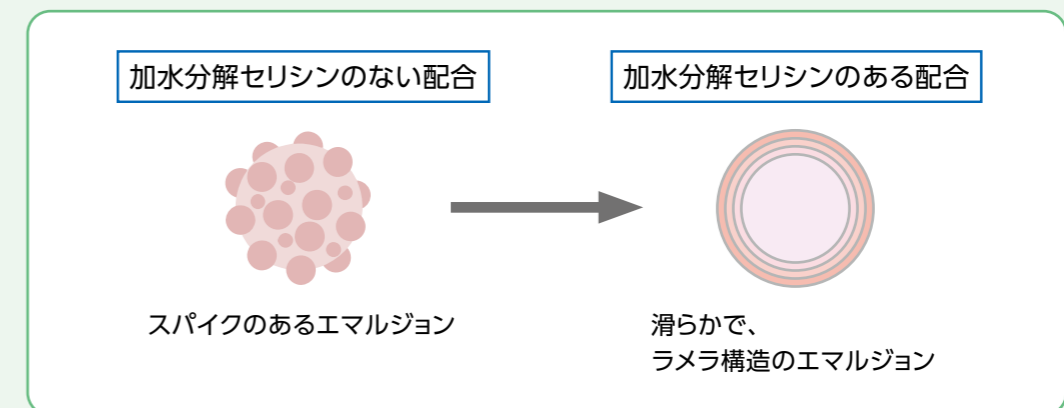 加水分解セリシンのない配合
加水分解セリシンのある配合
スパイクのあるエマルジョン
滑らかで、
ラメラ構造のエマルジョン